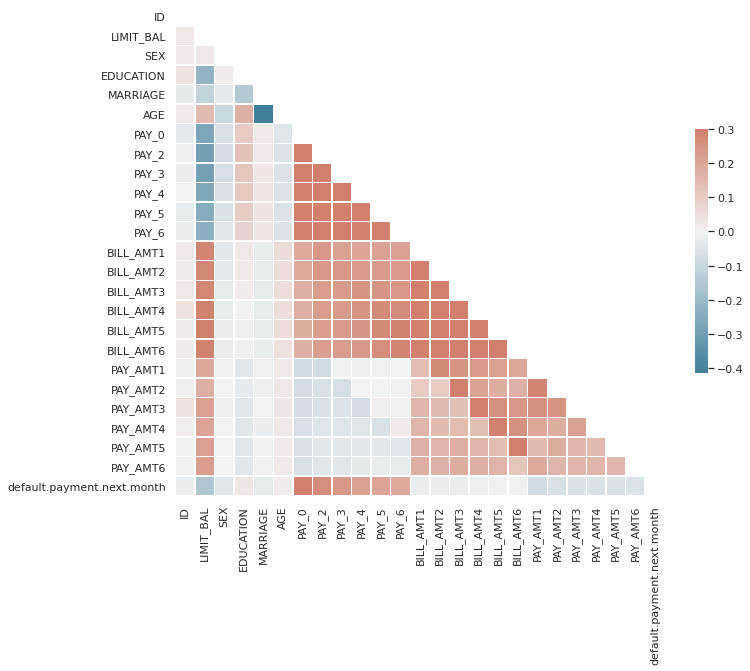 ID
LIMIT_BAL
SEX
EDUCATION
MARRIAGE
AGE
PAY_0
PAY_2
PAY_3
PAY_4
PAY_5
PAY_6
BILL_AMT1
BILL_AMT2
BILL_AMT3
BILL_AMT4
BILL_AMT5
BILL_AMT6
PAY_AMT1
PAY_AMT2
PAY_AMT3
PAY_AMT4
PAY_AMT5
PAY_AMT6
default.payment.next.month
ID
LIMIT_BAL
SEX
EDUCATION
MARRIAGE
AGE
PAY_0
PAY_2
PAY_3
PAY_4
PAY_5
PAY_6
BILL_AMT1
BILL_AMT2
BILL_AMT3
BILL_AMT4
BILL_AMT5
BILL_AMT6
PAY_AMT1
PAY_AMT2
PAY_AMT3
PAY_AMT4
PAY_AMT5
PAY_AMT6
default.payment.next.month
0.3
0.2
0.1
0.0
−0.1
−0.2
−0.3
−0.4